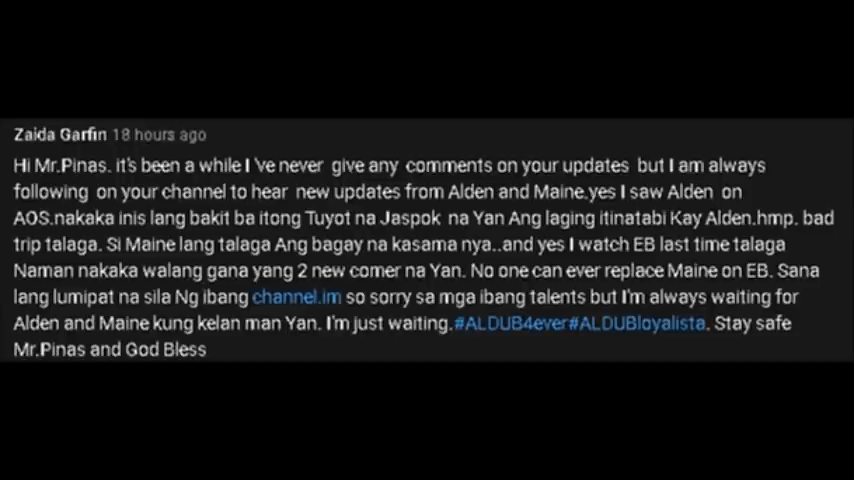 Zaida Garfin 18 hours ago
Hi Mr.Pinas. it's been a while I 've never give any comments on your updates but I am always
following on your channel to hear new updates from Alden and Maine.yes I saw Alden on
AOS.nakaka inis lang bakit ba itong Tuyot na Jaspok na Yan Ang laging itinatabi Kay Alden.hmp. bad
trip talaga. Si Maine lang talaga Ang bagay na kasama nya..and yes I watch EB last time talaga
Naman nakaka walang gana yang 2 new comer na Yan. No one can ever replace Maine on EB. Sana
lang lumipat na sila Ng ibang channel.im so sorry sa mga ibang talents but I'm always waiting for
Alden and Maine kung kelan man Yan. I'm just waiting.#ALDUB4ever#ALDUBloyalista. Stay safe
Mr.Pinas and God Bless